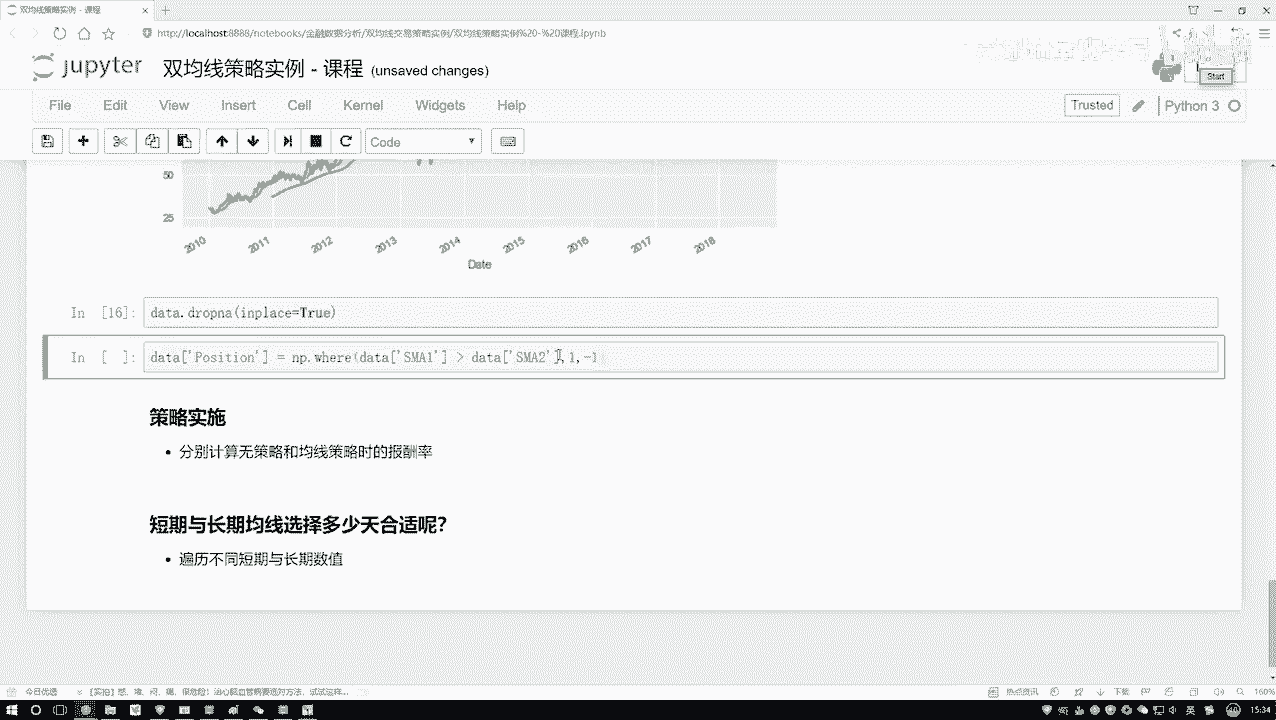 双均线策略实例 - 课程
http://localhost:8888/notebooks/金融数据分析/双均线交易策略实例/双均线策略实例%20-%20课程.ipynb
jupyter 双均线策略实例 - 课程 (unsaved changes)
Start
File Edit View Insert Cell Kernel Widgets Help
Trusted Python 3
Code
50
25
2010 2011 2012 2013 2014 2015 2016 2017 2018
Date
In [16]: data.dropna(inplace=True)
In [ ]: data['Position'] = np.where(data['SMA1'] > data['SMA2'],1,-1
策略实施
分别计算无策略和均线策略时的报酬率
短期与长期均线选择多少天合适呢？
遍历不同短期与长期数值
今日优选
热点资讯 下载 160%
英 15:34